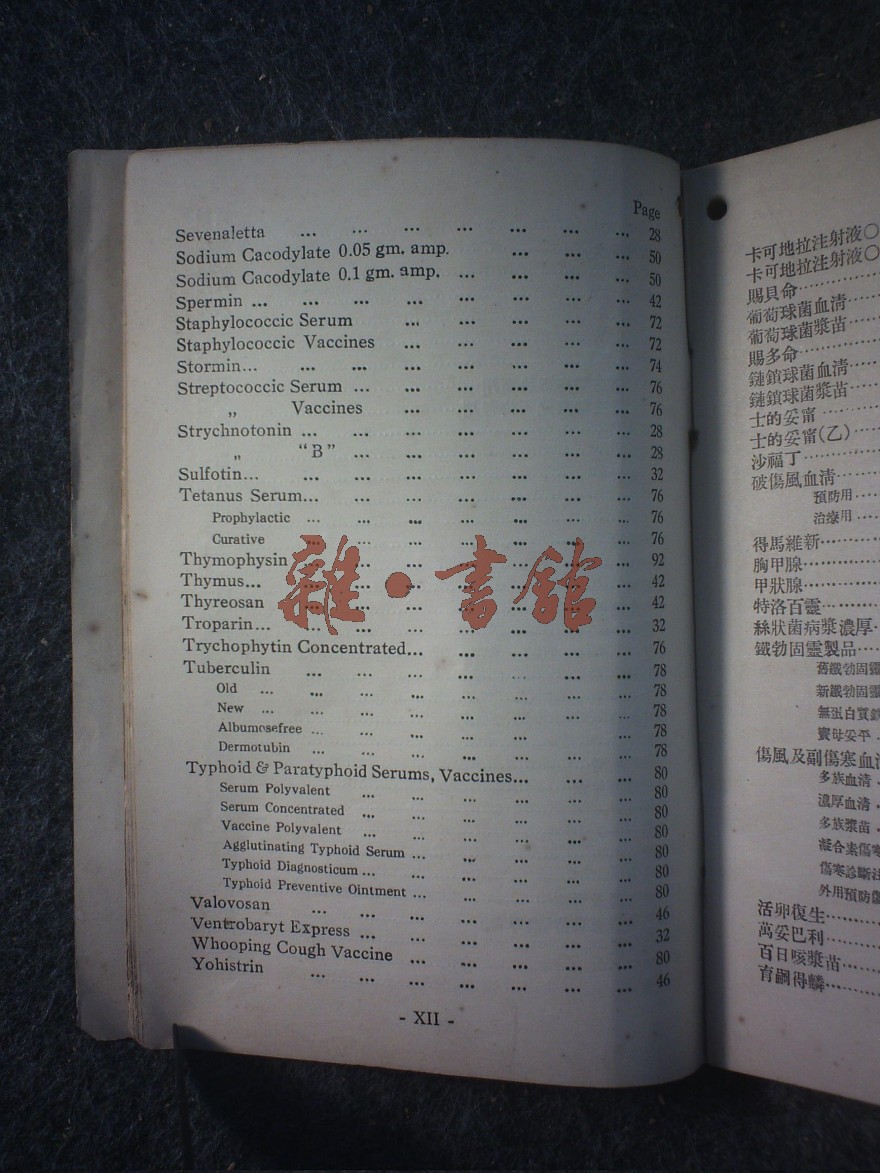 Page
Sevenaletta ... ... ... ... ... ... ... 28
Sodium Cacodylate 0.05 gm. amp. ... ... ... 50
Sodium Cacodylate 0.1 gm. amp. ... ... ... ... 50
Spermin ... ... ... ... ... ... ... ... 42
Staphylococcic Serum ... ... ... ... ... 72
Staphylococcic Vaccines ... ... ... ... ... 72
Stormin... ... ... ... ... ... ... ... 74
Streptococcic Serum ... ... ... ... ... ... 76
„ Vaccines ... ... ... ... ... 76
Strychnotonin ... ... ... ... ... ... ... 28
„ "B" ... ... ... ... ... ... 28
Sulfotin... ... ... ... ... ... ... ... 32
Tetanus Serum... ... ... ... ... ... ... 76
Prophylactic ... ... ... ... ... ... ... 76
Curative ... ... ... ... ... ... ... 76
Thymophysin ... ... ... ... ... ... ... 92
Thymus... ... ... ... ... ... ... ... 42
Thyreosan ... ... ... ... ... ... ... 42
Troparin... ... ... ... ... ... ... ... 32
Trychophytin Concentrated... ... ... ... ... 76
Tuberculin ... ... ... ... ... ... ... 78
Old ... ... ... ... ... ... ... ... 78
New ... ... ... ... ... ... ... ... 78
Albumosefree ... ... ... ... ... ... ... 78
Dermotubin ... ... ... ... ... ... ... 78
Typhoid & Paratyphoid Serums, Vaccines... ... ... 80
Serum Polyvalent ... ... ... ... ... ... 80
Serum Concentrated ... ... ... ... ... ... 80
Vaccine Polyvalent ... ... ... ... ... ... 80
Agglutinating Typhoid Serum ... ... ... ... ... 80
Typhoid Diagnosticum ... ... ... ... ... ... 80
Typhoid Preventive Ointment ... ... ... ... ... 80
Valovosan ... ... ... ... ... ... ... 46
Ventrobaryt Express ... ... ... ... ... ... 32
Whooping Cough Vaccine ... ... ... ... ... 80
Yohistrin ... ... ... ... ... ... ... 46
- XII -
卡可地拉注射液〇
卡可地拉注射液〇
賜貝命
葡萄球菌血清
葡萄球菌漿苗
賜多命
鏈鎖球菌血清
鏈鎖球菌漿苗
士的妥甯
士的妥甯(乙)
沙福丁
破傷風血清
預防用
治療用
得馬維新
胸甲腺
甲狀腺
特洛百靈
絲狀菌病漿濃厚
鐵勃固靈製品
舊鐵勃固靈
新鐵勃固靈
無蛋白質
寶母妥平
傷風及副傷寒血
多族血清
濃厚血清
多族漿苗
凝合素傷寒
傷寒診斷
外用預防傷
活卵復生
萬妥巴利
百日咳漿苗
育嗣得麟
雜·書館